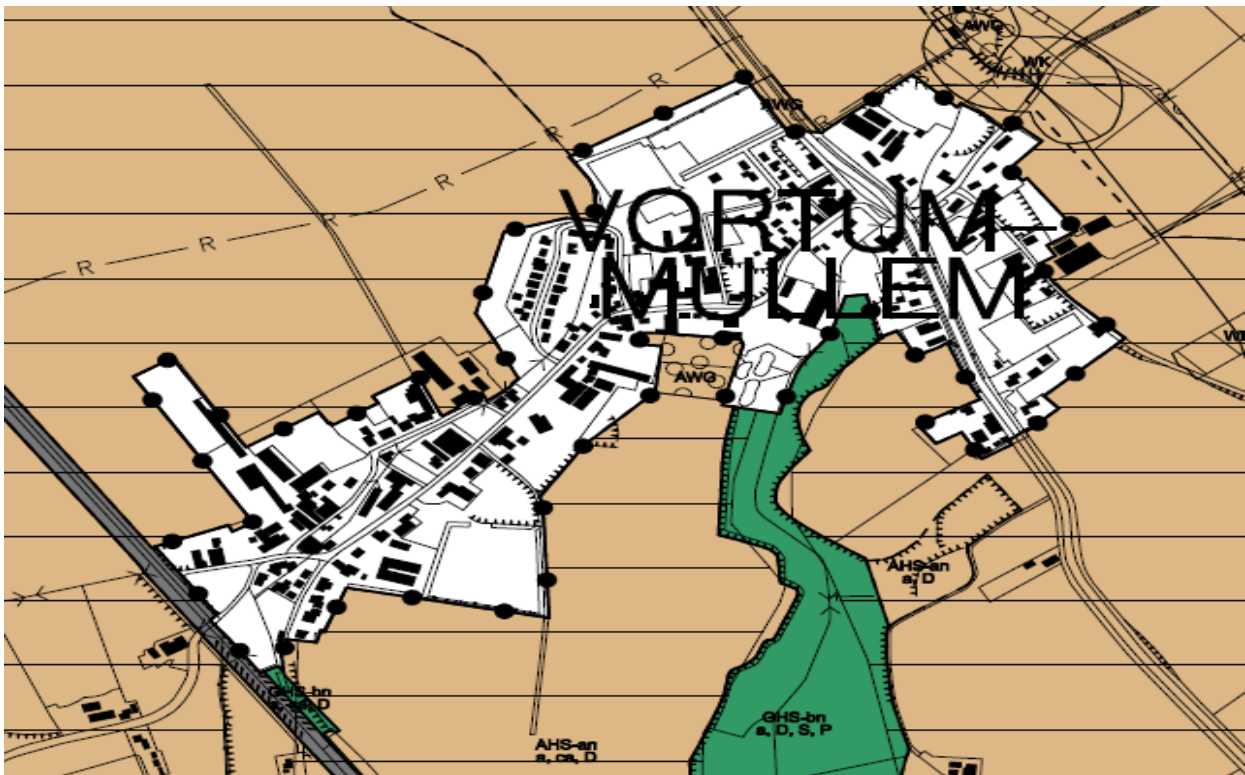 AWG
WK
AWG
R
R
R
R
R
R
VORTUM-
MULLEM
AWG
AHS-an
a, D
GHS-bn
GHS-bn
a, D, S, P
AHS-an
a, ca, D